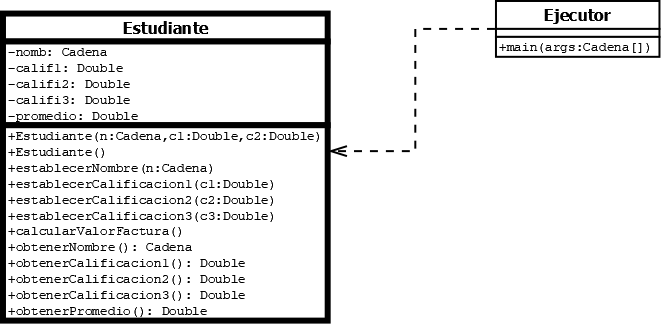 Estudiante
-nomb: Cadena
-calif1: Double
-califi2: Double
-califi3: Double
-promedio: Double
+Estudiante(n:Cadena,c1:Double,c2:Double)
+Estudiante()
+establecerNombre(n:Cadena)
+establecerCalificacion1(c1:Double)
+establecerCalificacion2(c2:Double)
+establecerCalificacion3(c3:Double)
+calcularValorFactura()
+obtenerNombre(): Cadena
+obtenerCalificacion1(): Double
+obtenerCalificacion2(): Double
+obtenerCalificacion3(): Double
+obtenerPromedio(): Double
Ejecutor
+main(args:Cadena[])